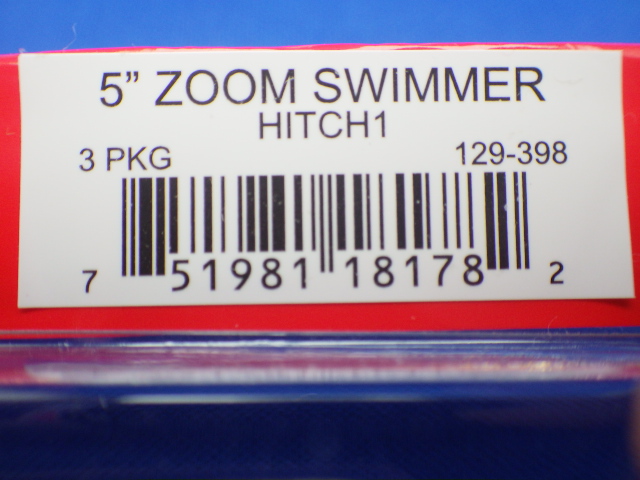 5” ZOOM SWIMMER
HITCH1
3 PKG 129-398
7 51981 18178 2